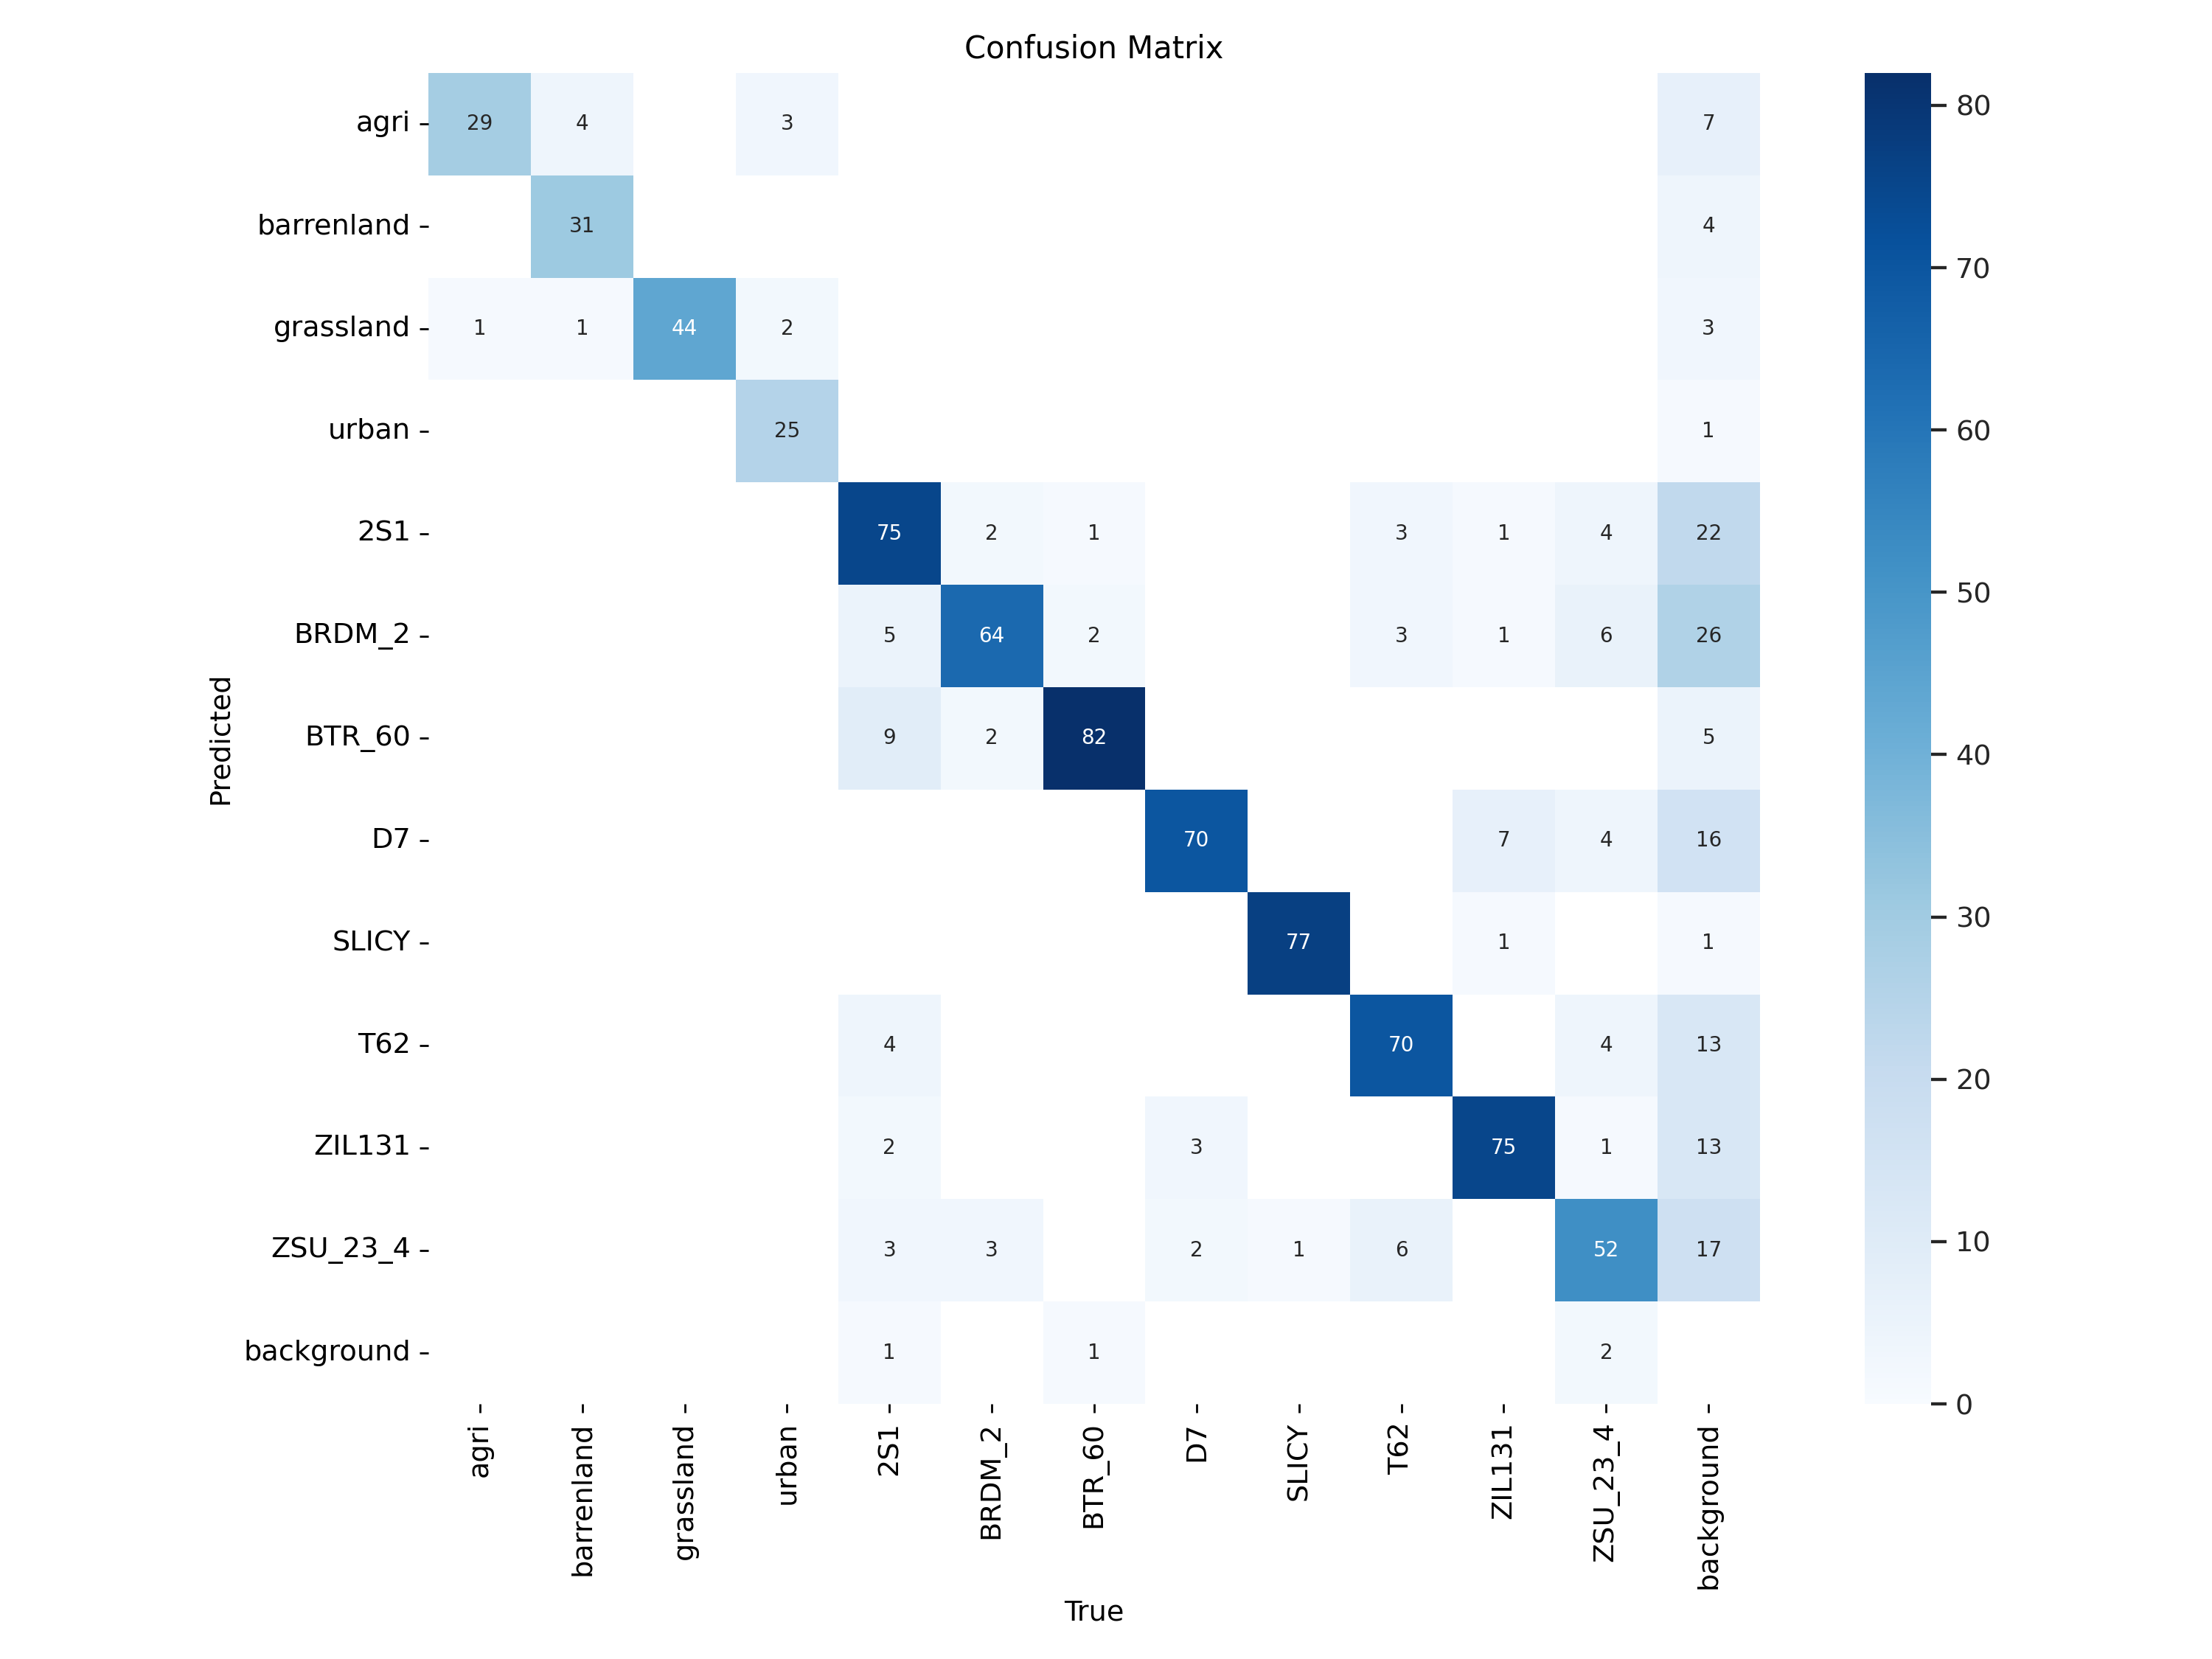 Confusion Matrix
agri 29 4 3 7
barrenland 31 4
grassland 1 1 44 2 3
urban 25 1
2S1 75 2 1 3 1 4 22
BRDM_2 5 64 2 3 1 6 26
BTR_60 9 2 82 5
D7 70 7 4 16
SLICY 77 1 1
T62 4 70 4 13
ZIL131 2 3 75 1 13
ZSU_23_4 3 3 2 1 6 52 17
background 1 1 2
agri barrenland grassland urban 2S1 BRDM_2 BTR_60 D7 SLICY T62 ZIL131 ZSU_23_4 background
True
Predicted
80
70
60
50
40
30
20
10
0